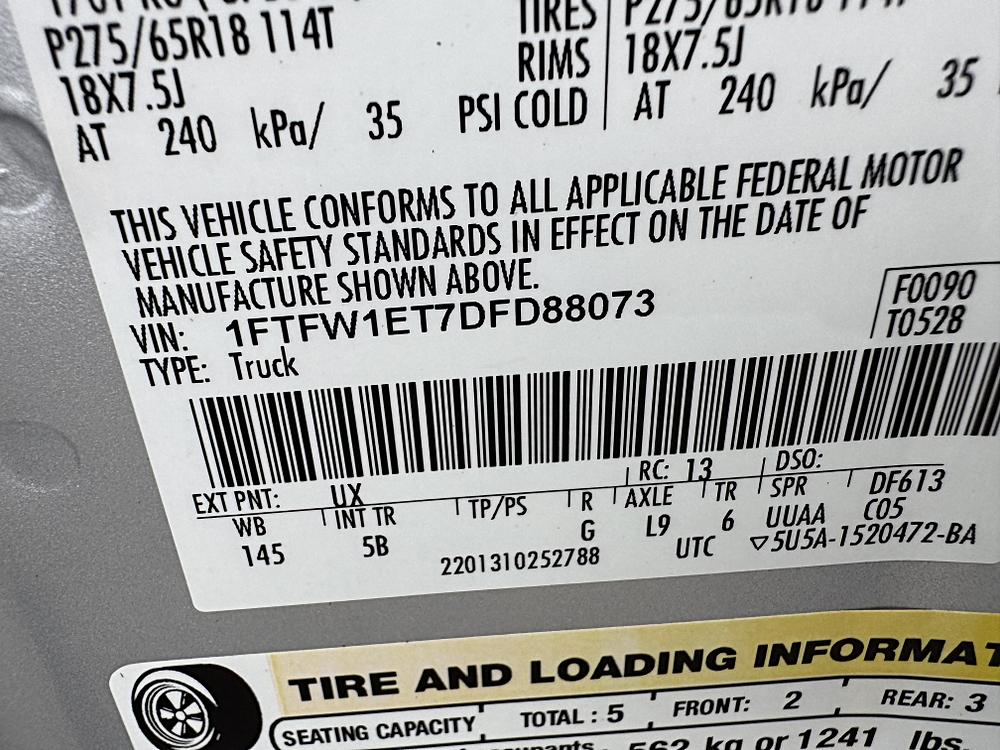 P275/65R18 114T TIRES
18X7.5J RIMS 18X7.5J
AT 240 kPa/ 35 PSI COLD AT 240 kPa/ 35
THIS VEHICLE CONFORMS TO ALL APPLICABLE FEDERAL MOTOR
VEHICLE SAFETY STANDARDS IN EFFECT ON THE DATE OF
MANUFACTURE SHOWN ABOVE.
VIN: 1FTFW1ET7DFD88073
F0090
T0528
TYPE: Truck
EXT PNT: UX RC: 13 DSO:
WB INT TR TP/PS R AXLE TR SPR DF613
145 5B G L9 6 UUAA C05
2201310252788 UTC ▽5U5A-1520472-BA
TIRE AND LOADING
SEATING CAPACITY TOTAL : 5 FRONT: 2 REAR: 3
kg or 1241 lbs.